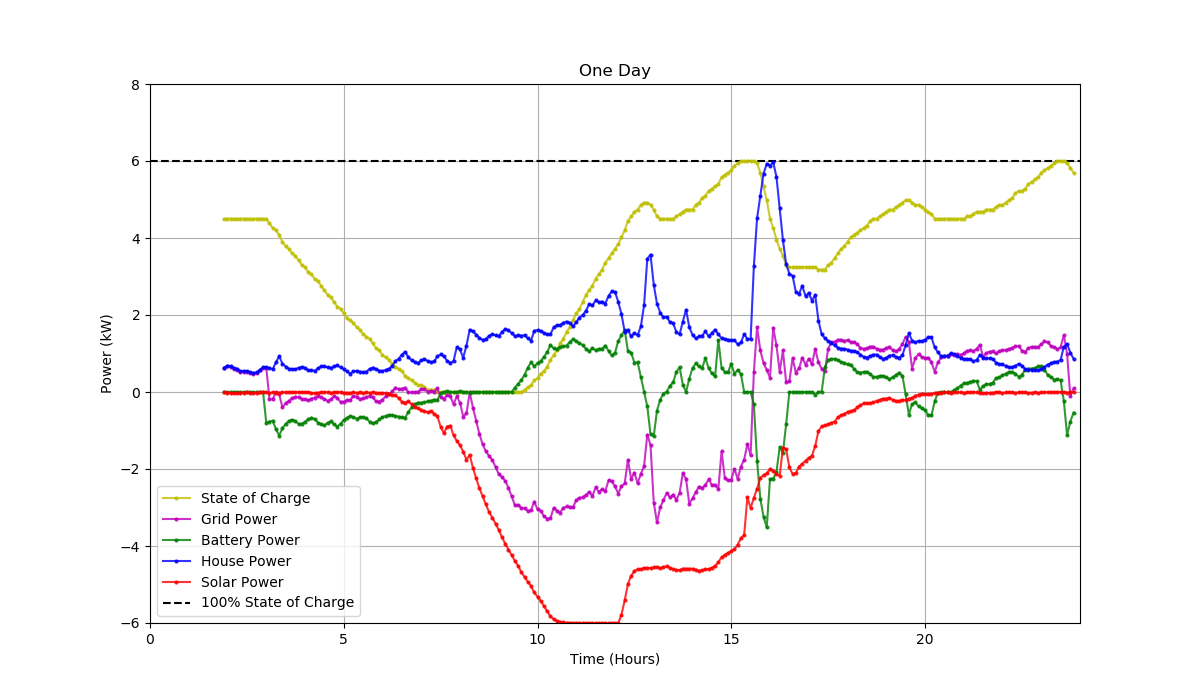 One Day
Power (kW)
8
6
4
2
0
−2
−4
−6
State of Charge
Grid Power
Battery Power
House Power
Solar Power
100% State of Charge
0 5 10 15 20
Time (Hours)